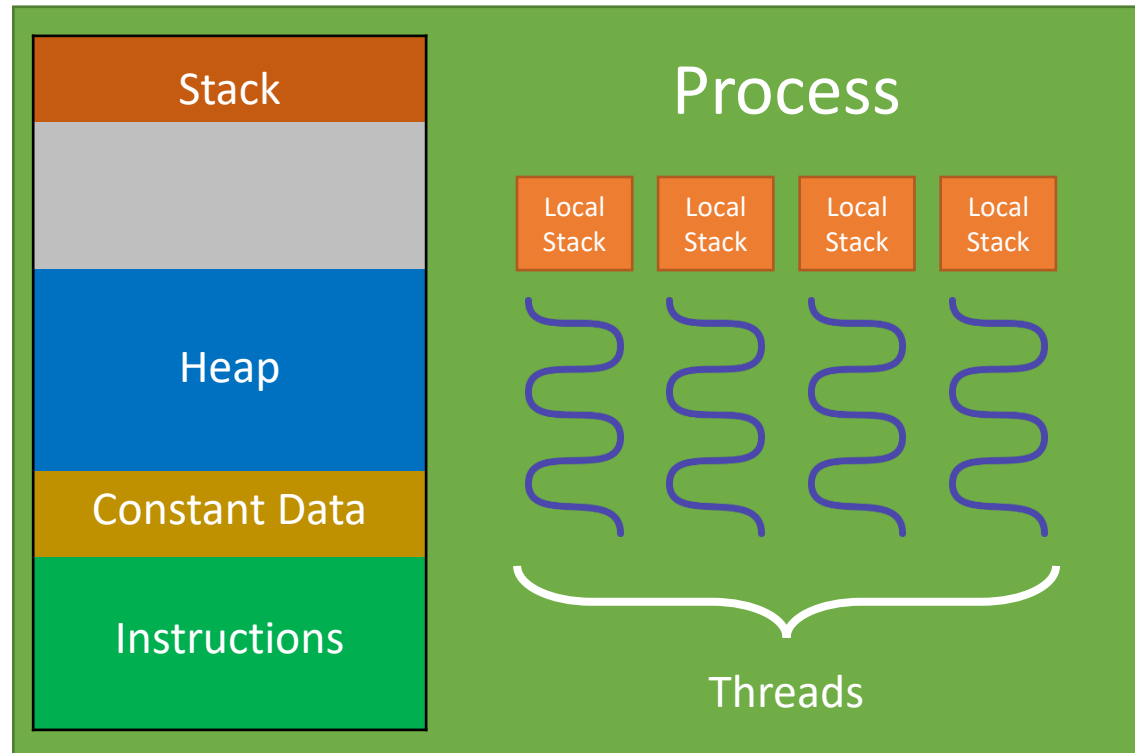 Stack
Heap
Constant Data
Instructions
Process
Local
Stack
Local
Stack
Local
Stack
Local
Stack
Threads